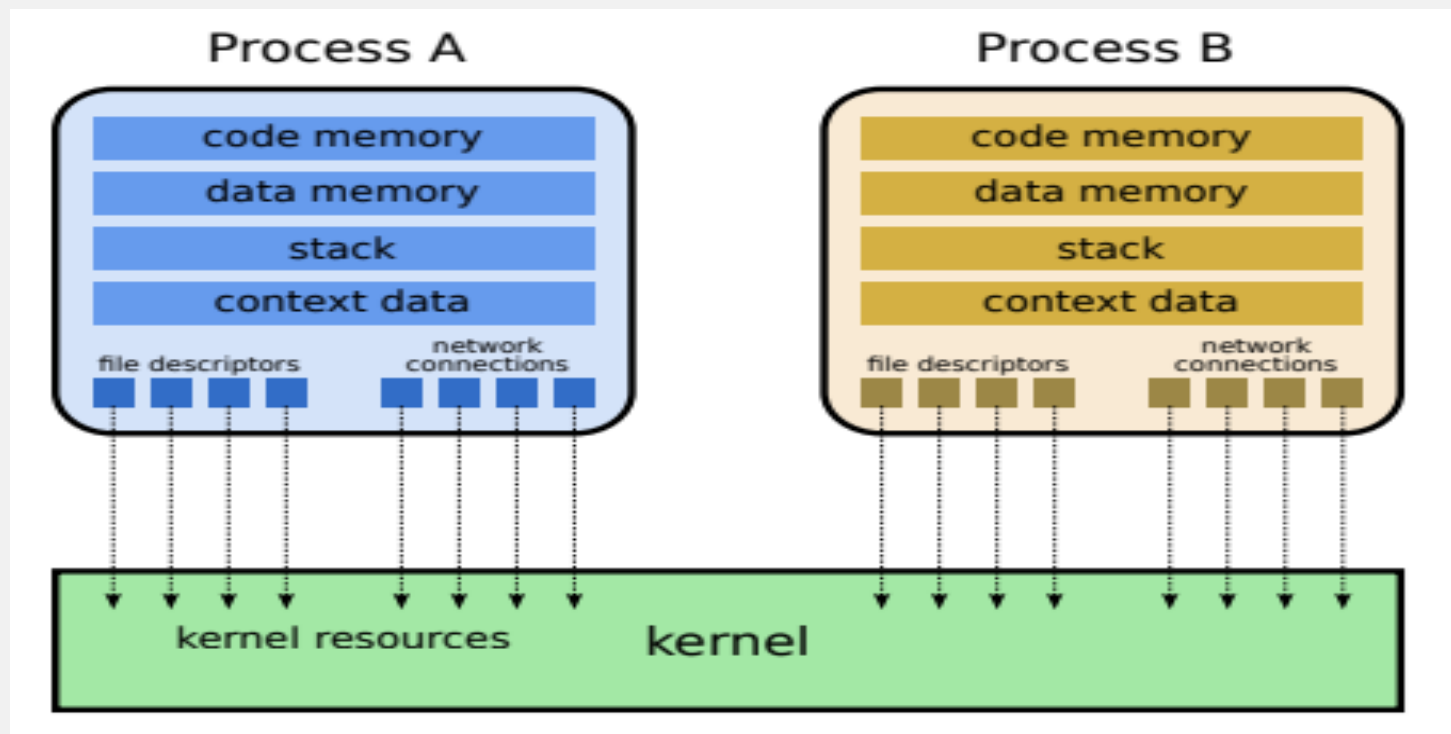 Process A
code memory
data memory
stack
context data
file descriptors
network
connections
Process B
code memory
data memory
stack
context data
file descriptors
network
connections
kernel resources
kernel